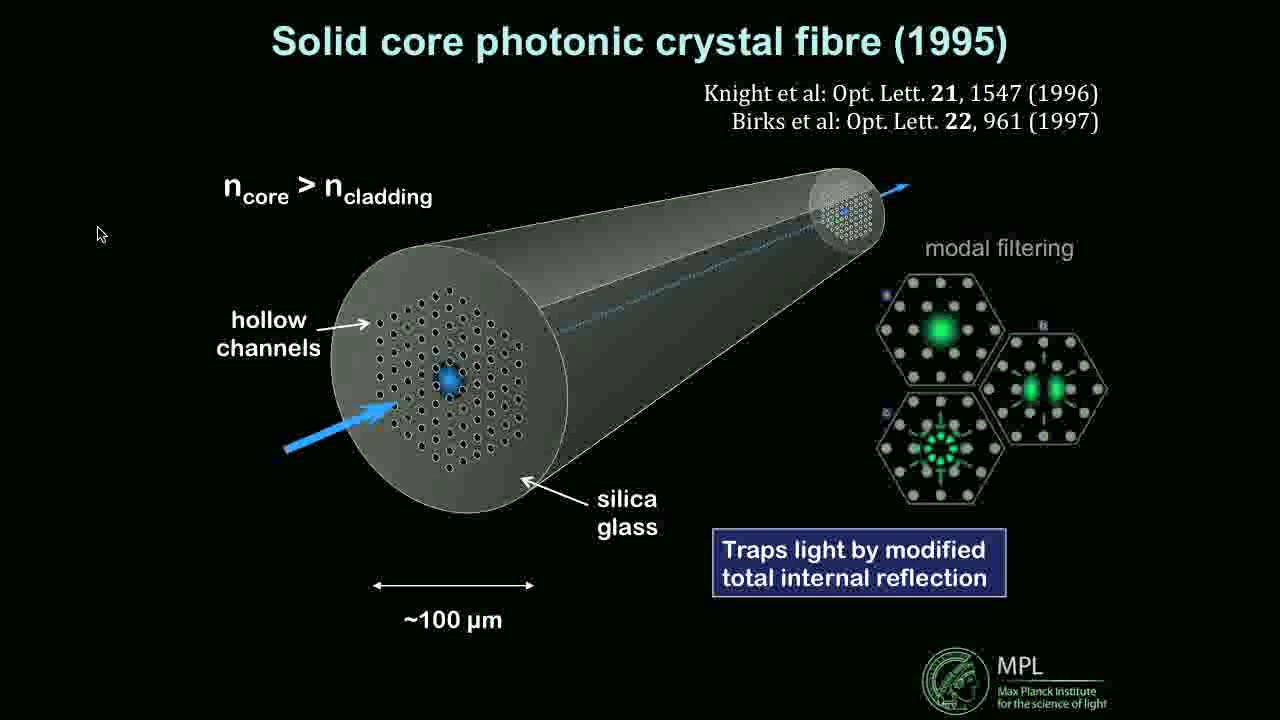 Solid core photonic crystal fibre (1995)
Knight et al: Opt. Lett. 21, 1547 (1996)
Birks et al: Opt. Lett. 22, 961 (1997)
ncore > ncladding
modal filtering
hollow
channels
silica
glass
Traps light by modified
total internal reflection
~100 µm
MPL
Max Planck Institute
for the science of light